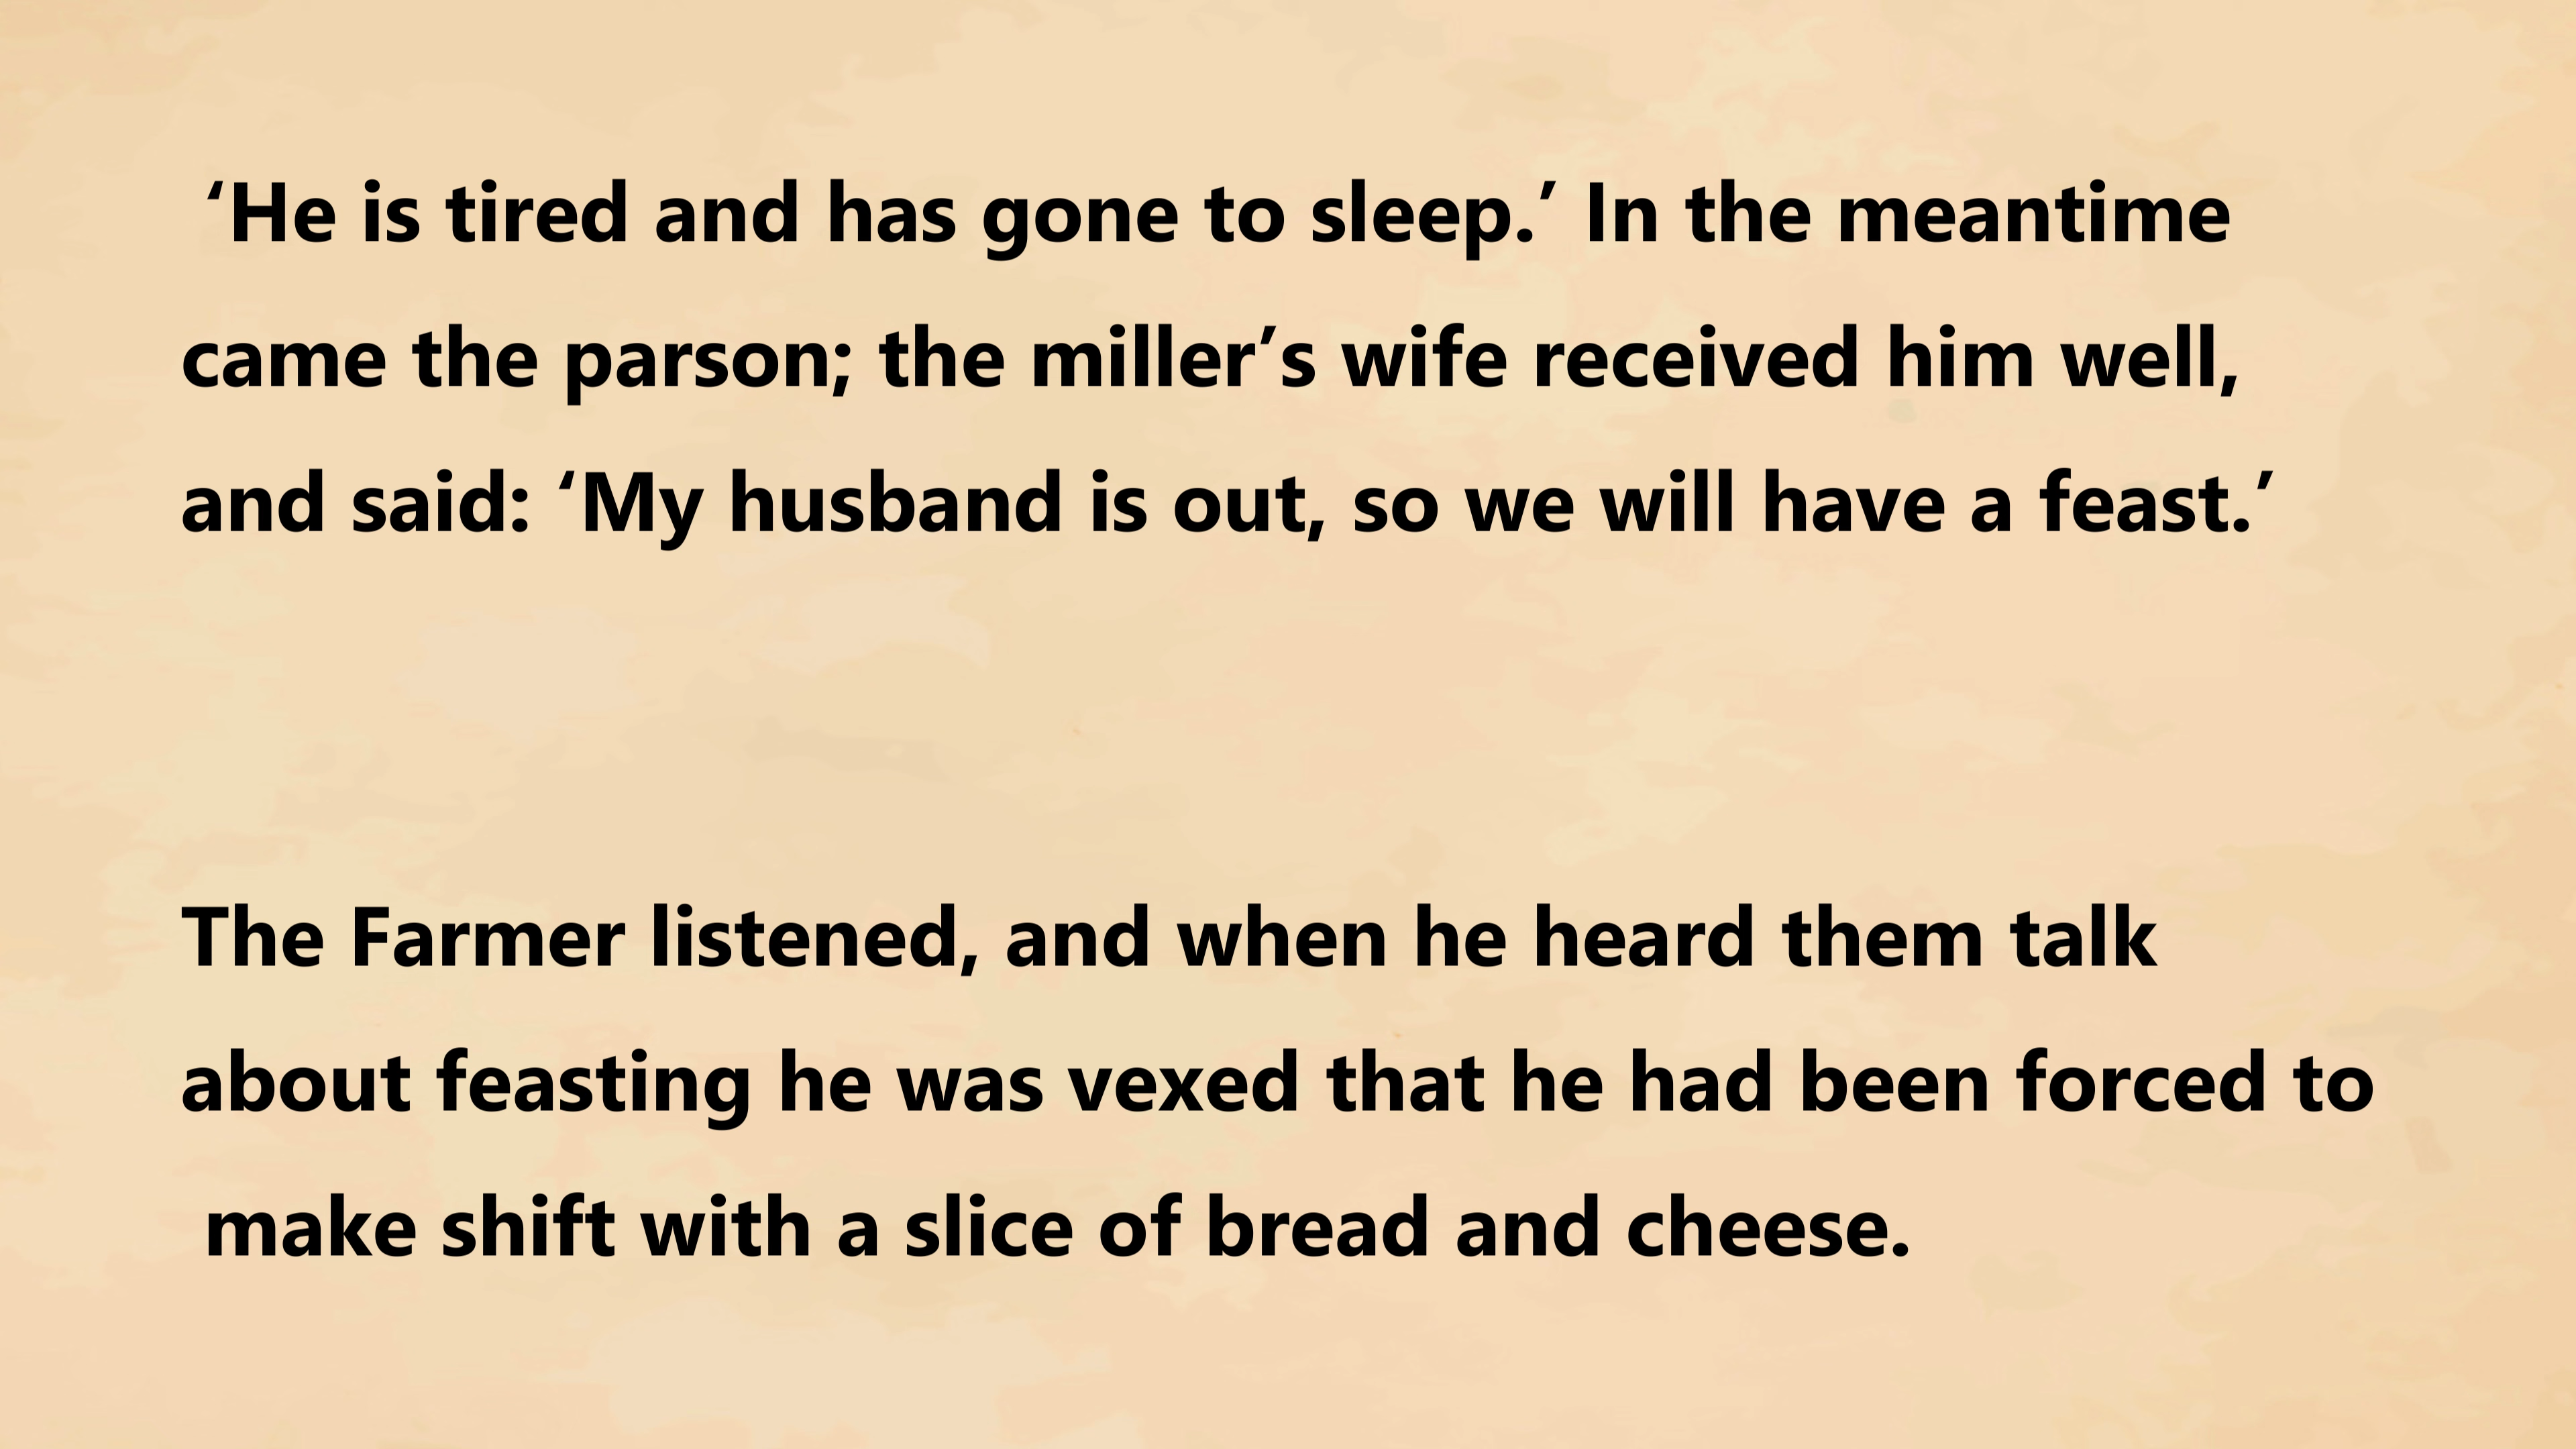 ‘He is tired and has gone to sleep.’ In the meantime
came the parson; the miller’s wife received him well,
and said: ‘My husband is out, so we will have a feast.’
The Farmer listened, and when he heard them talk
about feasting he was vexed that he had been forced to
make shift with a slice of bread and cheese.